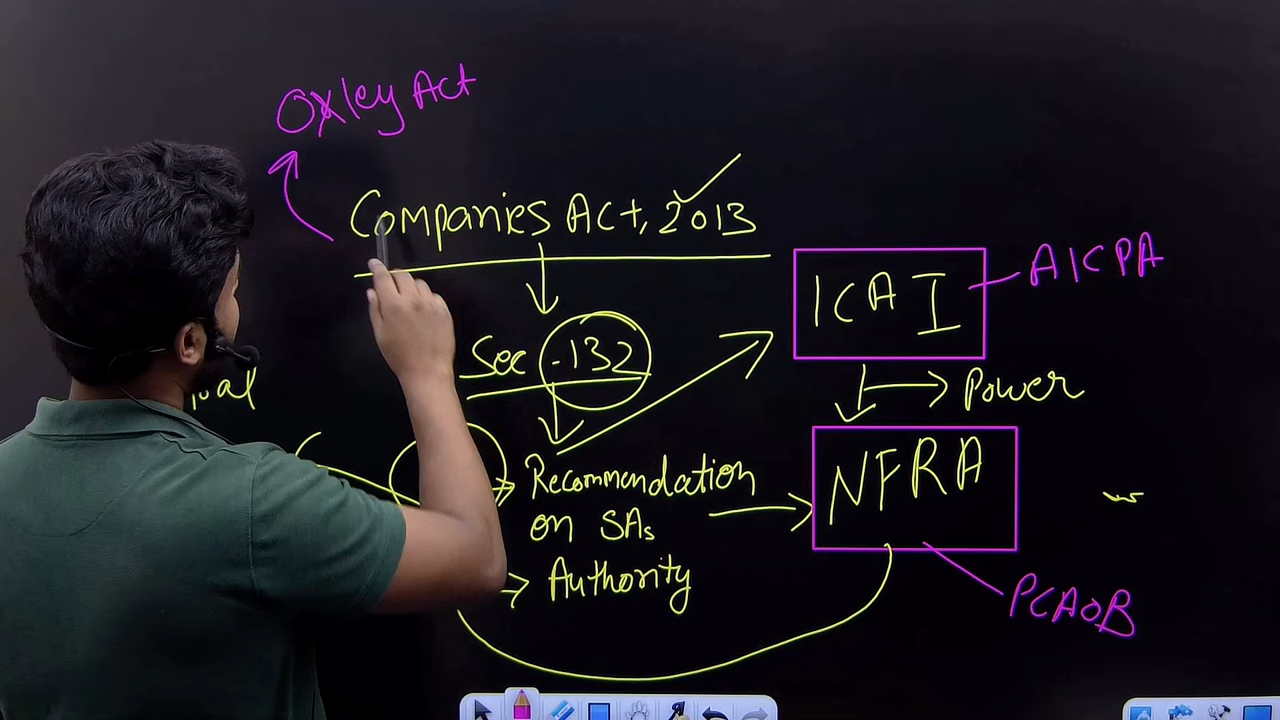 Oxley Act
Companies Act, 2013
ICAI
AICPA
Sec - 132
Power
Recommendation
on SAs
NFRA
Authority
PCAOB